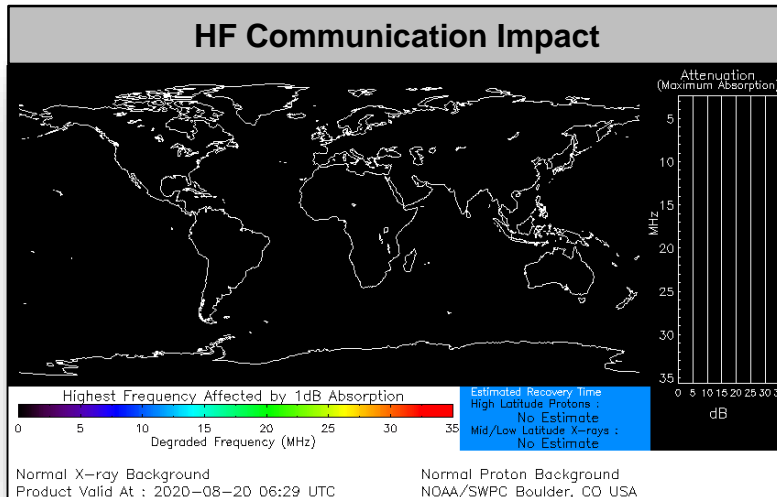 HF Communication Impact
Attenuation
(Maximum Absorption)
5
10
15
20
25
30
35
MHz
0 5 10 15 20 25 30 3
dB
Highest Frequency Affected by 1dB Absorption
0 5 10 15 20 25 30 35
Degraded Frequency (MHz)
Estimated Recovery Time
High Latitude Protons :
No Estimate
Mid/Low Latitude X-rays :
No Estimate
Normal X-ray Background
Normal Proton Background
Product Valid At : 2020-08-20 06:29 UTC
NOAA/SWPC Boulder, CO USA